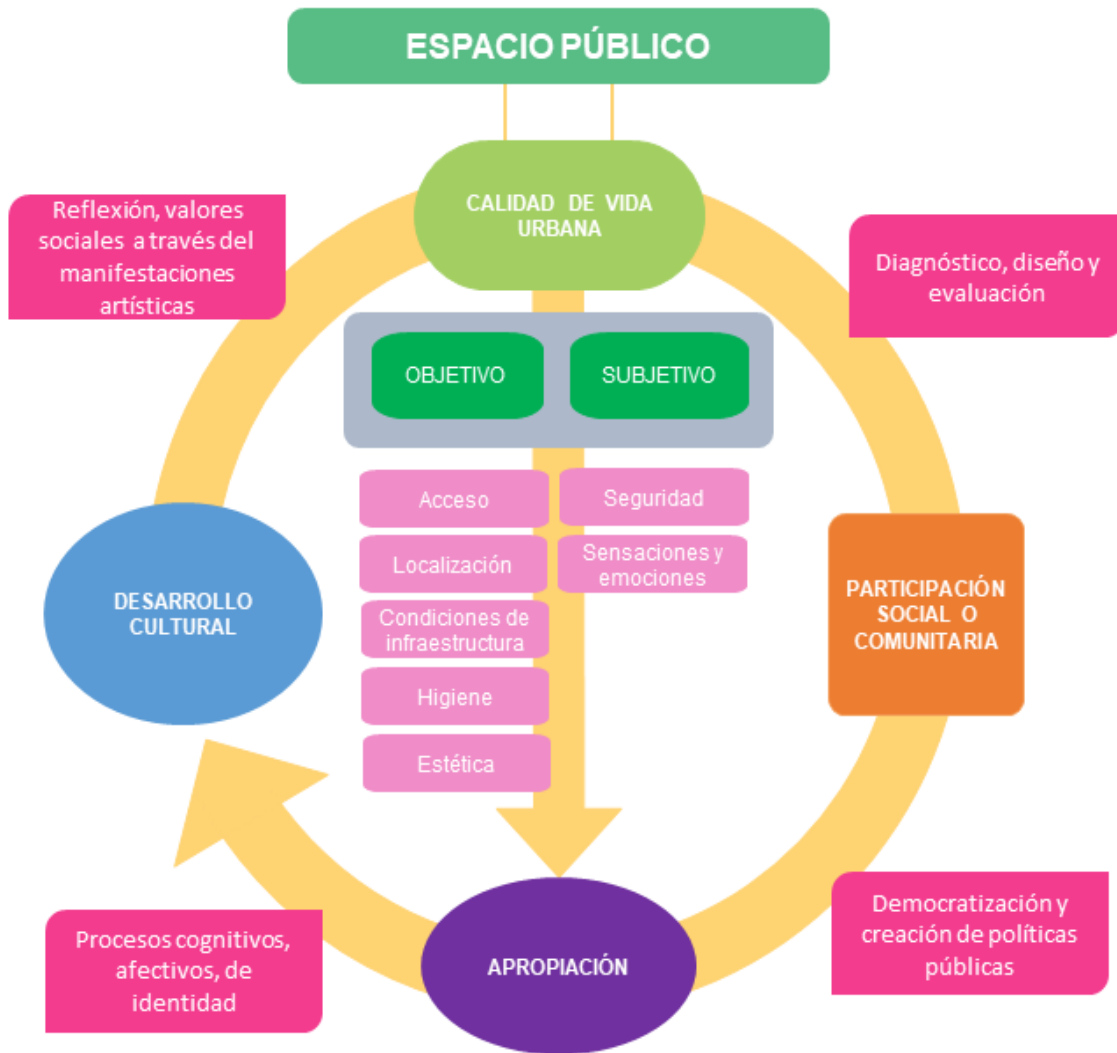 ESPACIO PÚBLICO
CALIDAD DE VIDA
URBANA
Reflexión, valores
sociales a través del
manifestaciones
artísticas
Diagnóstico, diseño y
evaluación
OBJETIVO
SUBJETIVO
Acceso
Seguridad
Localización
Sensaciones y
emociones
Condiciones de
infraestructura
Higiene
Estética
DESARROLLO
CULTURAL
PARTICIPACIÓN
SOCIAL O
COMUNITARIA
Procesos cognitivos,
afectivos, de
identidad
APROPIACIÓN
Democratización y
creación de políticas
públicas